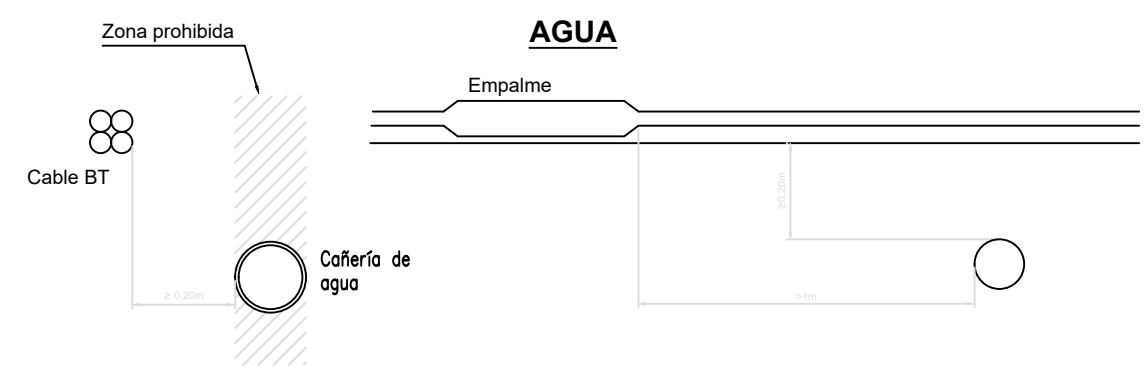 AGUA
Zona prohibida
Empalme
Cable BT
≥0,20m
Cañería de
agua
≥ 0,20m
>1m